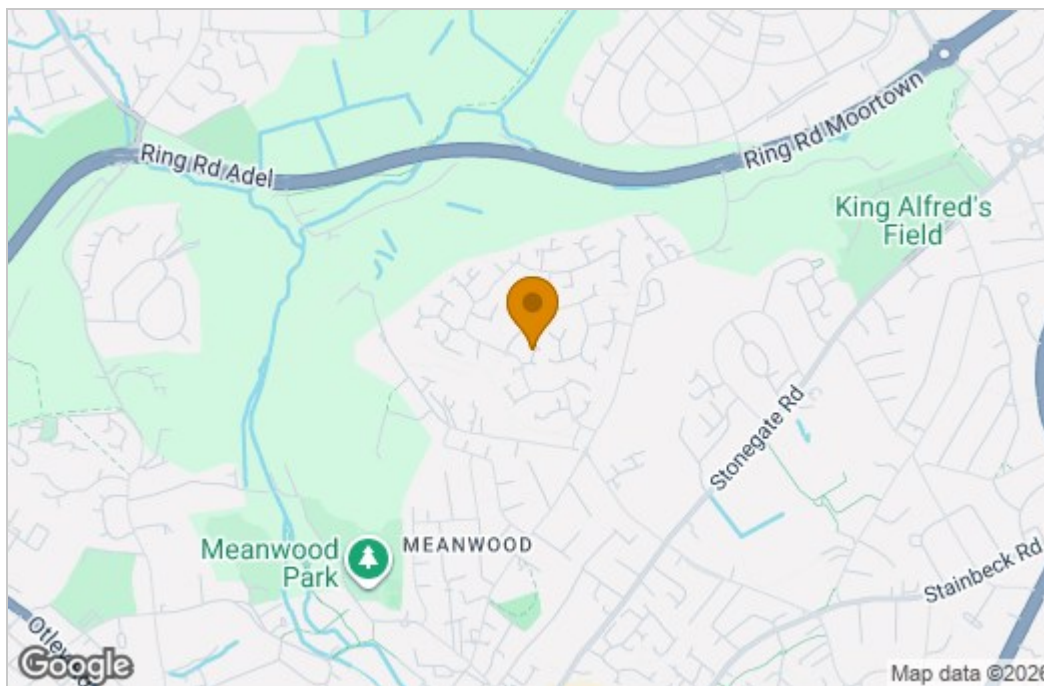 Ring Rd Adel
Ring Rd Moortown
King Alfred's
Field
Stonegate Rd
Meanwood
Park
MEANWOOD
Stainbeck Rd
Otley
Google
Map data ©2026